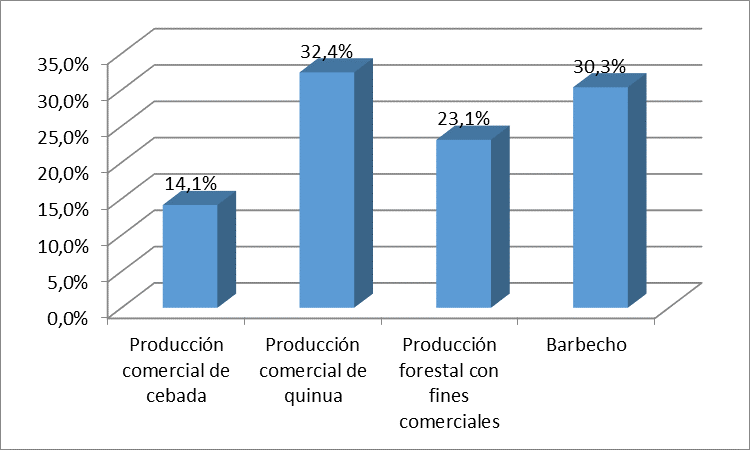 35,0%
30,0%
25,0%
20,0%
15,0%
10,0%
5,0%
0,0%
14,1%
32,4%
23,1%
30,3%
Producción
comercial de
cebada
Producción
comercial de
quinua
Producción
forestal con
fines
comerciales
Barbecho